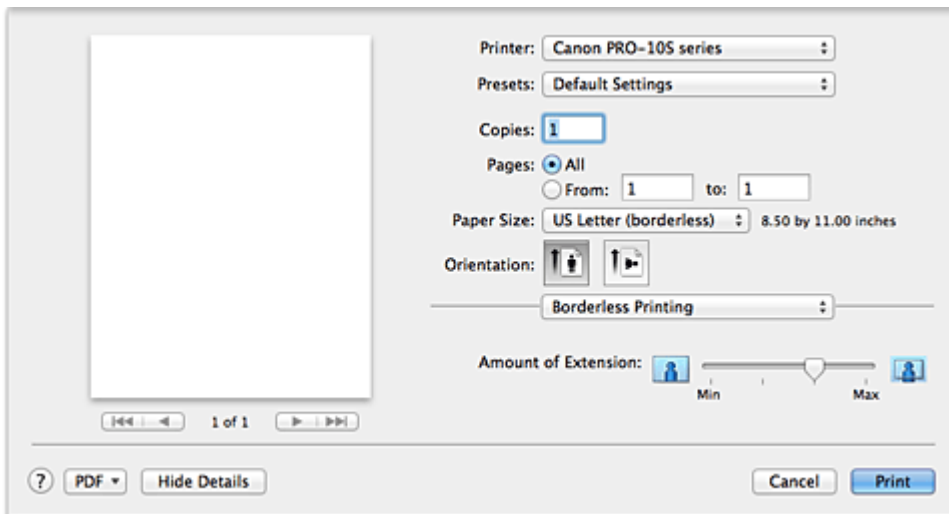 Printer: Canon PRO-10S series
Presets: Default Settings
Copies: 1
Pages: All
From: 1 to: 1
Paper Size: US Letter (borderless) 8.50 by 11.00 inches
Orientation:
Borderless Printing
Amount of Extension:
Min Max
1 of 1
? PDF Hide Details Cancel Print